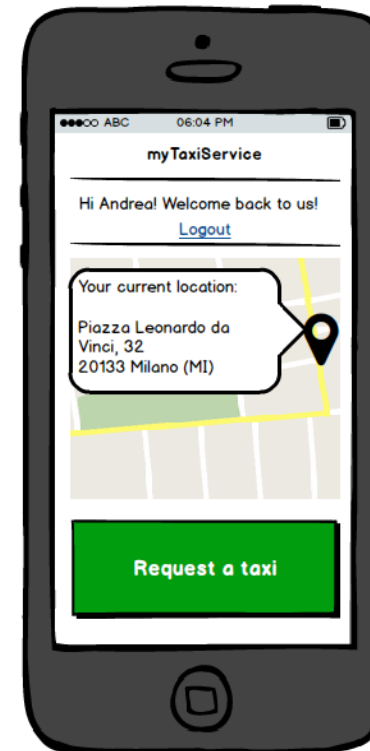 ABC 06:04 PM
myTaxiService
Hi Andrea! Welcome back to us!
Logout
Your current location:
Piazza Leonardo da
Vinci, 32
20133 Milano (MI)
Request a taxi